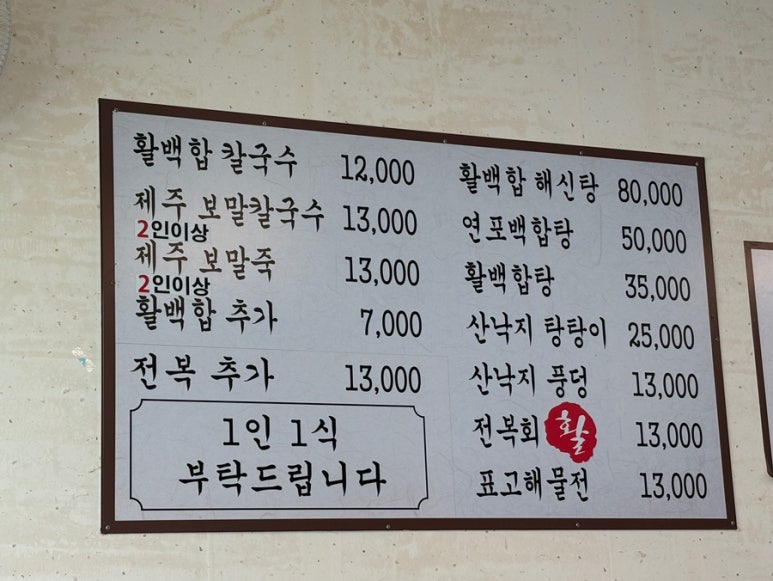 활백합 칼국수 12,000
제주 보말칼국수 13,000
2인이상
제주 보말죽 13,000
2인이상
활백합 추가 7,000
전복 추가 13,000
1인 1식
부탁드립니다
활백합 해신탕 80,000
연포백합탕 50,000
활백합탕 35,000
산낙지 탕탕이 25,000
산낙지 퐁덩 13,000
전복회 활 13,000
표고해물전 13,000